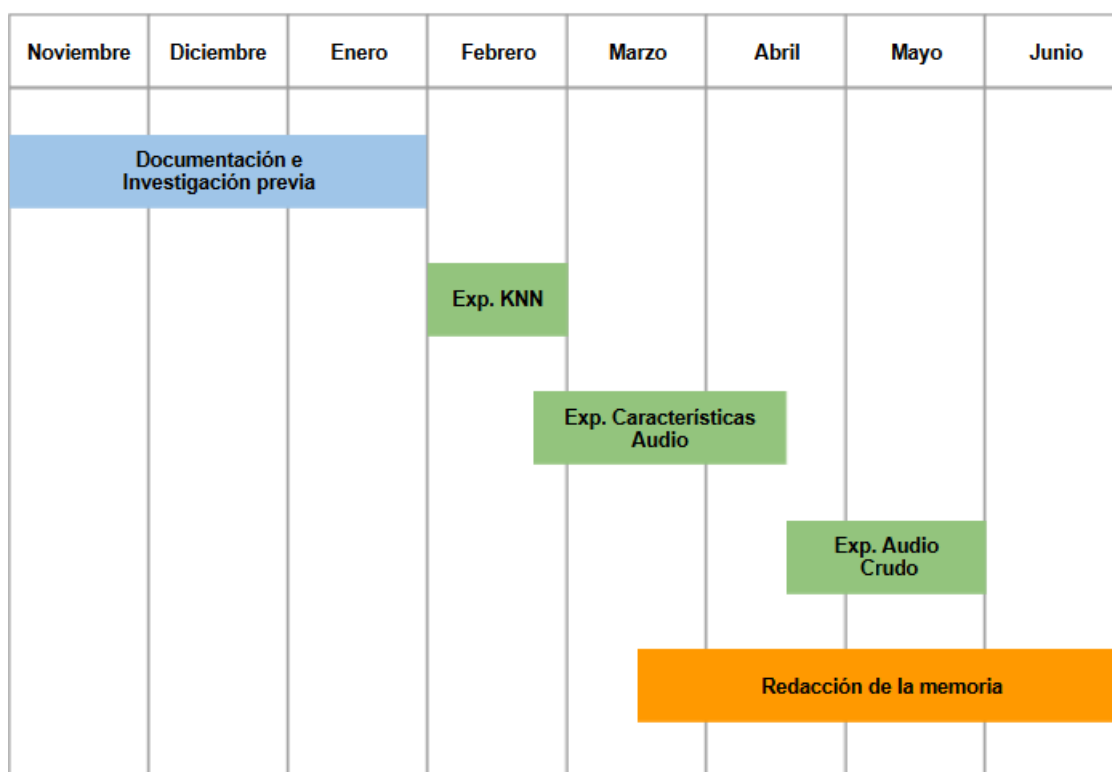 Noviembre Diciembre Enero Febrero Marzo Abril Mayo Junio
Documentación e
Investigación previa
Exp. KNN
Exp. Características
Audio
Exp. Audio
Crudo
Redacción de la memoria